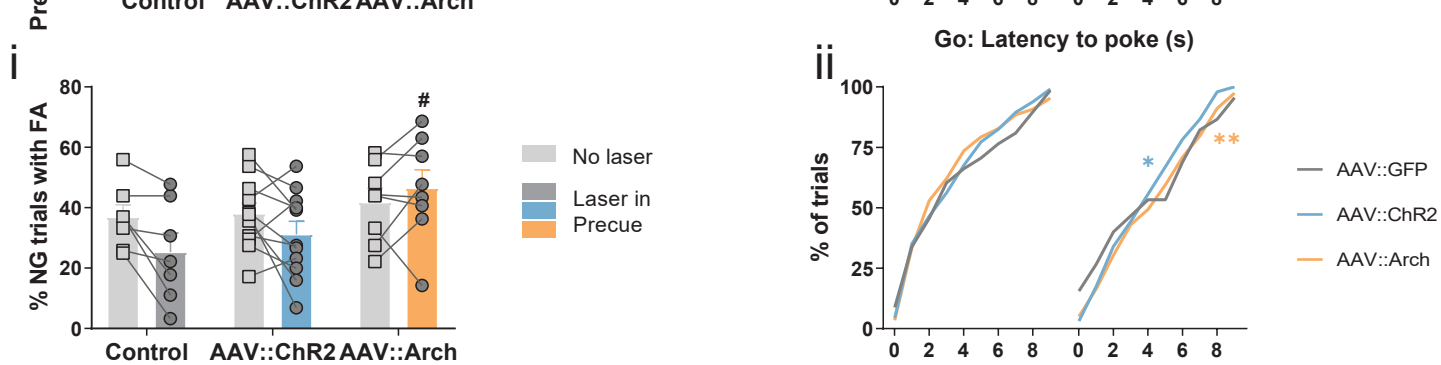 Pre
Control AAV::ChR2 AAV::Arch
0 2 4 6 8 0 2 4 6 8
Go: Latency to poke (s)
i
% NG trials with FA
80
60
40
20
0
#
Control AAV::ChR2 AAV::Arch
No laser
Laser in
Precue
ii
% of trials
100
75
50
25
0
*
**
0 2 4 6 8 0 2 4 6 8
AAV::GFP
AAV::ChR2
AAV::Arch